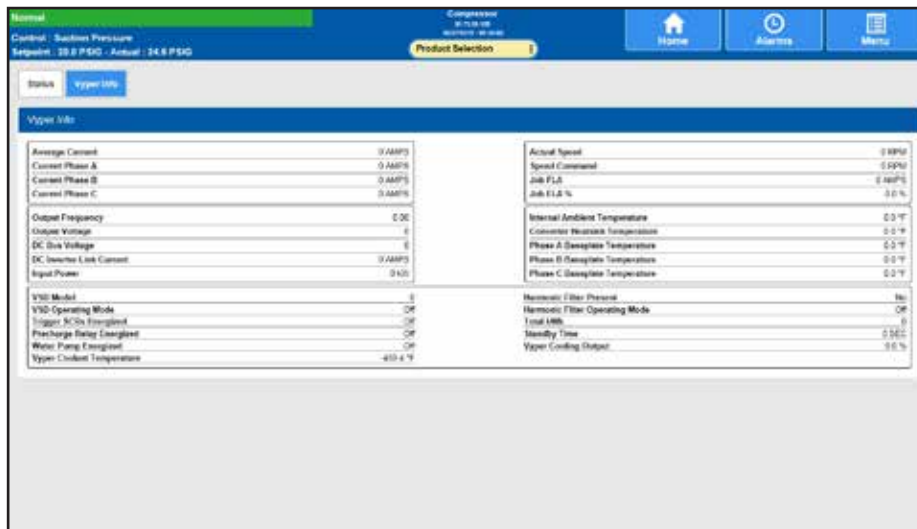 Normal
Compressor
Control : Suction Pressure
Setpoint : 20.0 PSIG - Actual : 24.6 PSIG
Product Selection
Home
Alarms
Menu
Status
Vyper Info
Vyper Info
Average Current 0 AMPS
Current Phase A 0 AMPS
Current Phase B 0 AMPS
Current Phase C 0 AMPS
Actual Speed 0 RPM
Speed Command 0 RPM
Job FLA 0 AMPS
Job FLA % 0.0 %
Output Frequency 0.00
Output Voltage 0
DC Bus Voltage 0
DC Inverter Link Current 0 AMPS
Input Power
Internal Ambient Temperature 0.0 °F
Converter Heatsink Temperature 0.0 °F
Phase A Baseplate Temperature 0.0 °F
Phase B Baseplate Temperature 0.0 °F
Phase C Baseplate Temperature 0.0 °F
VSD Model 0
VSD Operating Mode Off
Trigger SCRs Energized Off
Precharge Relay Energized Off
Water Pump Energized Off
Vyper Coolant Temperature
Harmonic Filter Present No
Harmonic Filter Operating Mode Off
Total kWh 0
Standby Time 0 SEC
Vyper Cooling Output 0.0 %